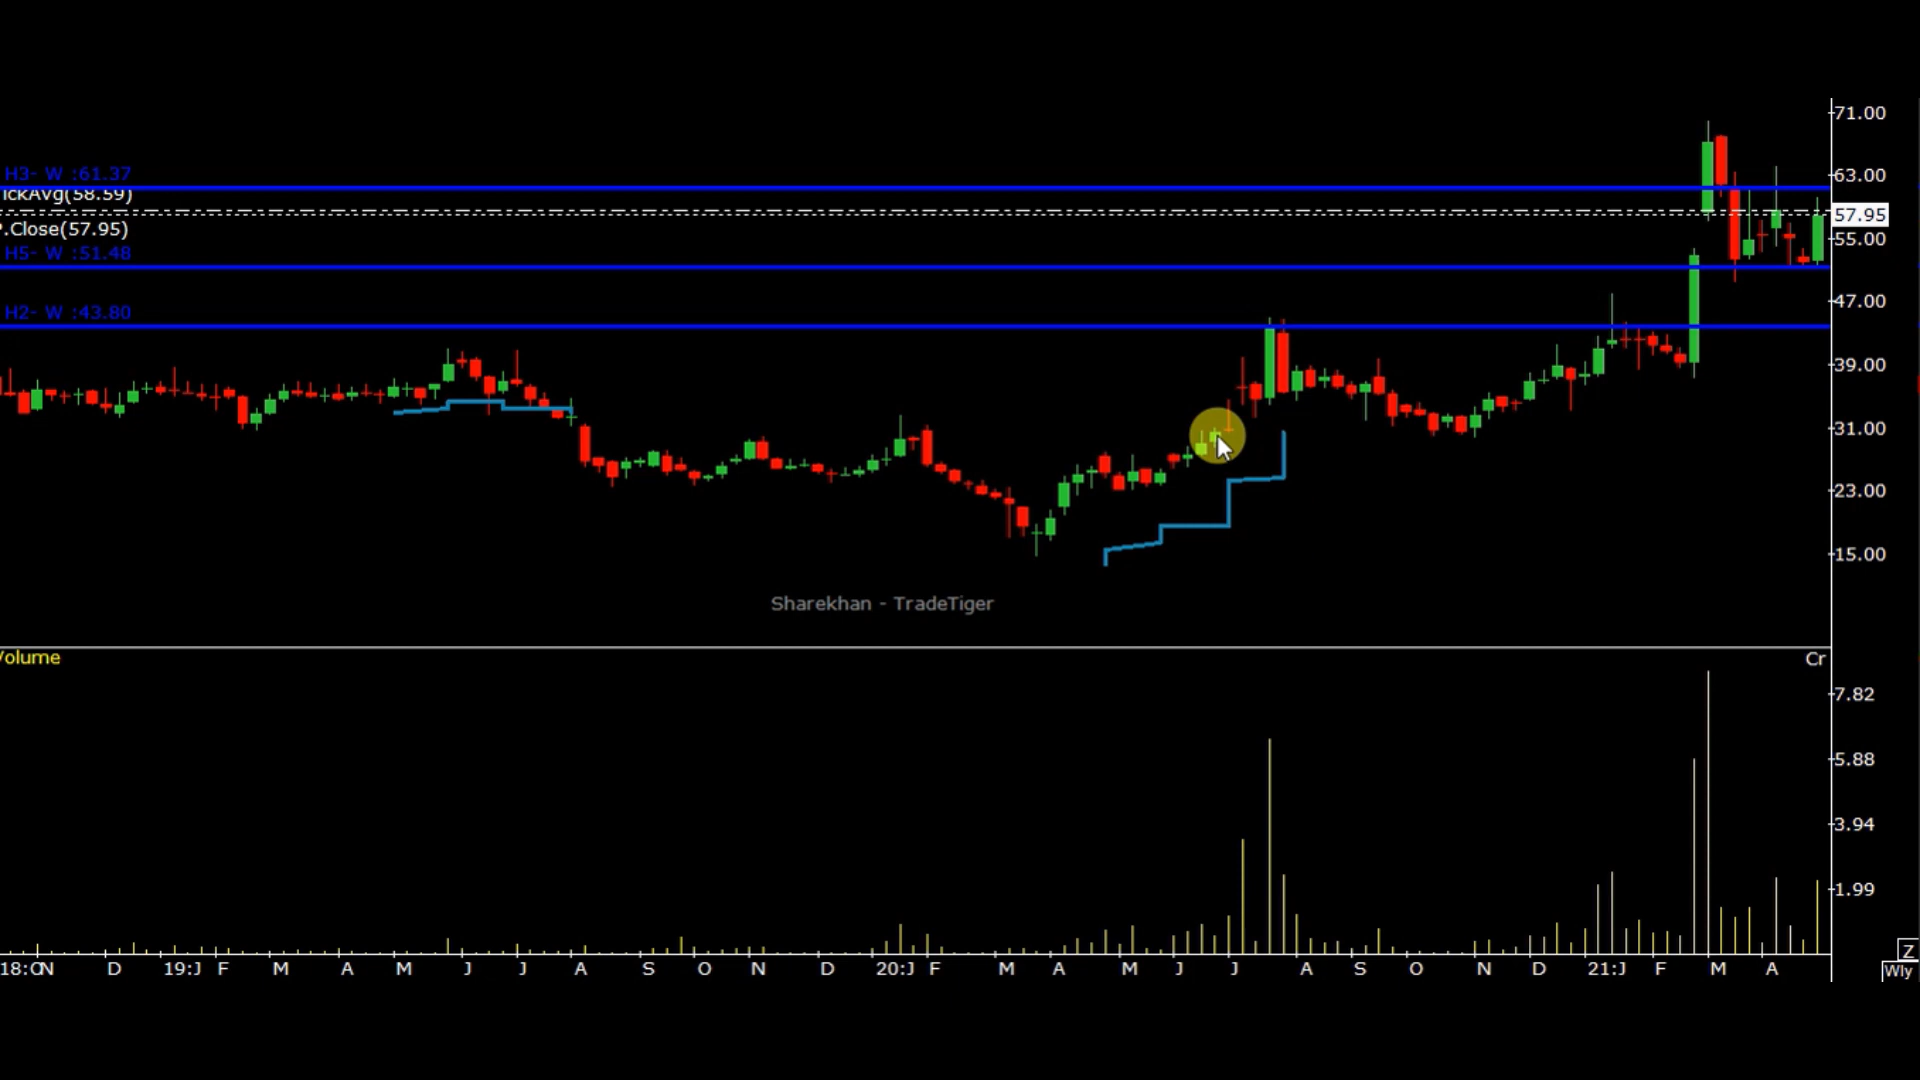 71.00
H3- W :61.37
63.00
ickAvg(58.59)
57.95
P.Close(57.95)
55.00
H5- W :51.48
47.00
H2- W :43.80
39.00
31.00
23.00
15.00
Sharekhan - TradeTiger
Volume
Cr
7.82
5.88
3.94
1.99
Z
18:O N D 19:J F M A M J J A S O N D 20:J F M A M J J A S O N D 21:J F M A
Wly